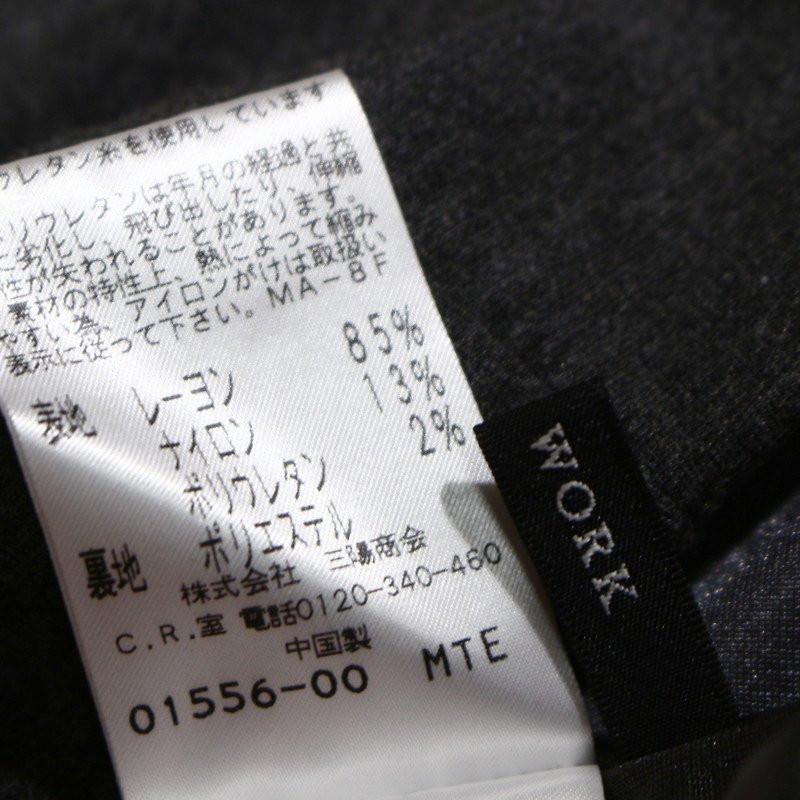 ウレタン糸を使用しています
リウレタンは年月の経過と共
に劣化し、飛び出したり、伸縮
性が失われることがあります。
素材の特性上、熱によって縮み
やすい為、アイロンがけは取扱い
表示に従って下さい。MA-8F
表地 レーヨン 85%
ナイロン 13%
ポリウレタン 2%
裏地 ポリエステル
株式会社 三陽商会
C.R.室 電話0120-340-460
中国製
01556-00 MTE
WORK